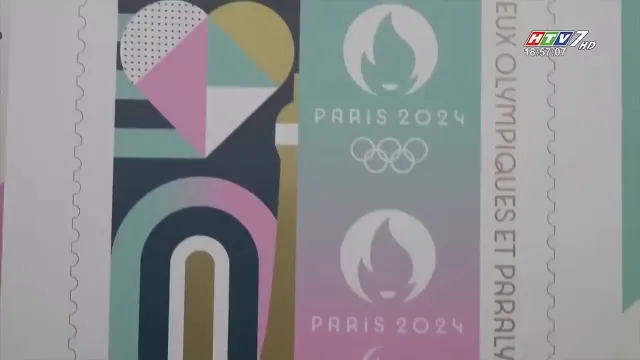 HTV7 HD
18:57:07
PARIS 2024
PARIS 2024
EUX OLYMPIQUES ET PARALY